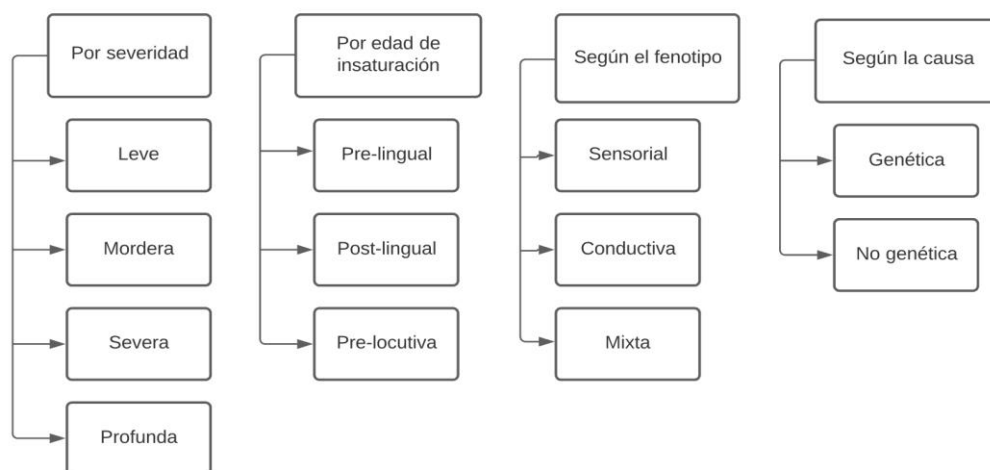 Por severidad
Leve
Mordera
Severa
Profunda
Por edad de
insaturación
Pre-lingual
Post-lingual
Pre-locutiva
Según el fenotipo
Sensorial
Conductiva
Mixta
Según la causa
Genética
No genética